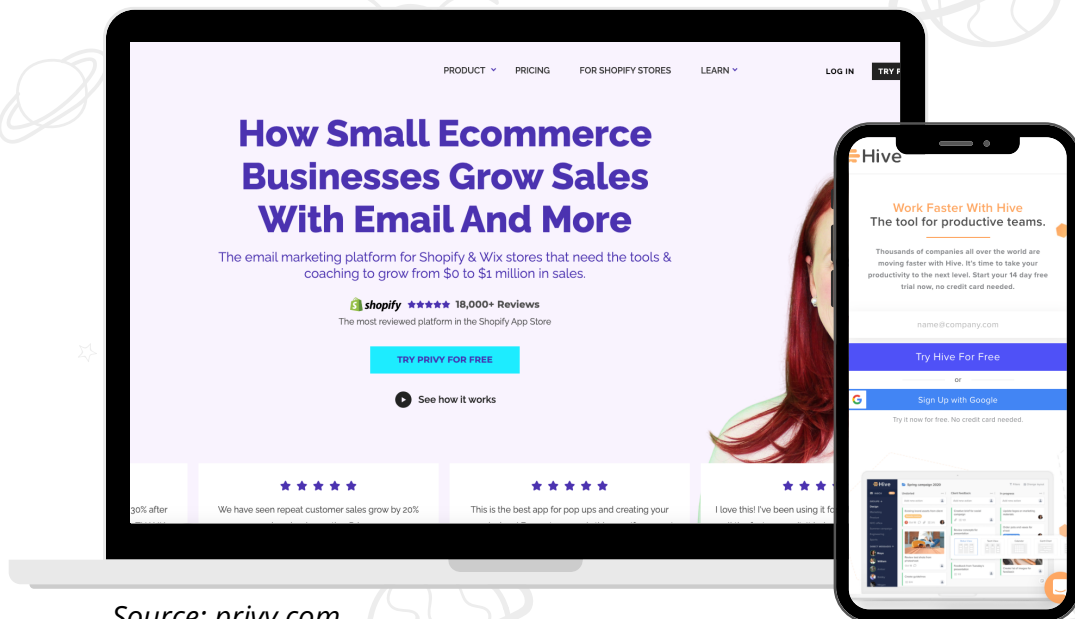 PRODUCT
PRICING
FOR SHOPIFY STORES
LEARN
LOG IN
TRY
How Small Ecommerce
Businesses Grow Sales
With Email And More
The email marketing platform for Shopify & Wix stores that need the tools &
coaching to grow from $0 to $1 million in sales.
shopify 18,000+ Reviews
The most reviewed platform in the Shopify App Store
TRY PRIVY FOR FREE
See how it works
30% after
We have seen repeat customer sales grow by 20%
This is the best app for pop ups and creating your
I love this! I've been using it fo
Hive
Work Faster With Hive
The tool for productive teams.
Thousands of companies all over the world are
moving faster with Hive. It's time to take your
productivity to the next level. Start your 14 day free
trial now, no credit card needed.
name@company.com
Try Hive For Free
or
Sign Up with Google
Try it now for free. No credit card needed.
Hive
Spring campaign 2020
Source: privy.com